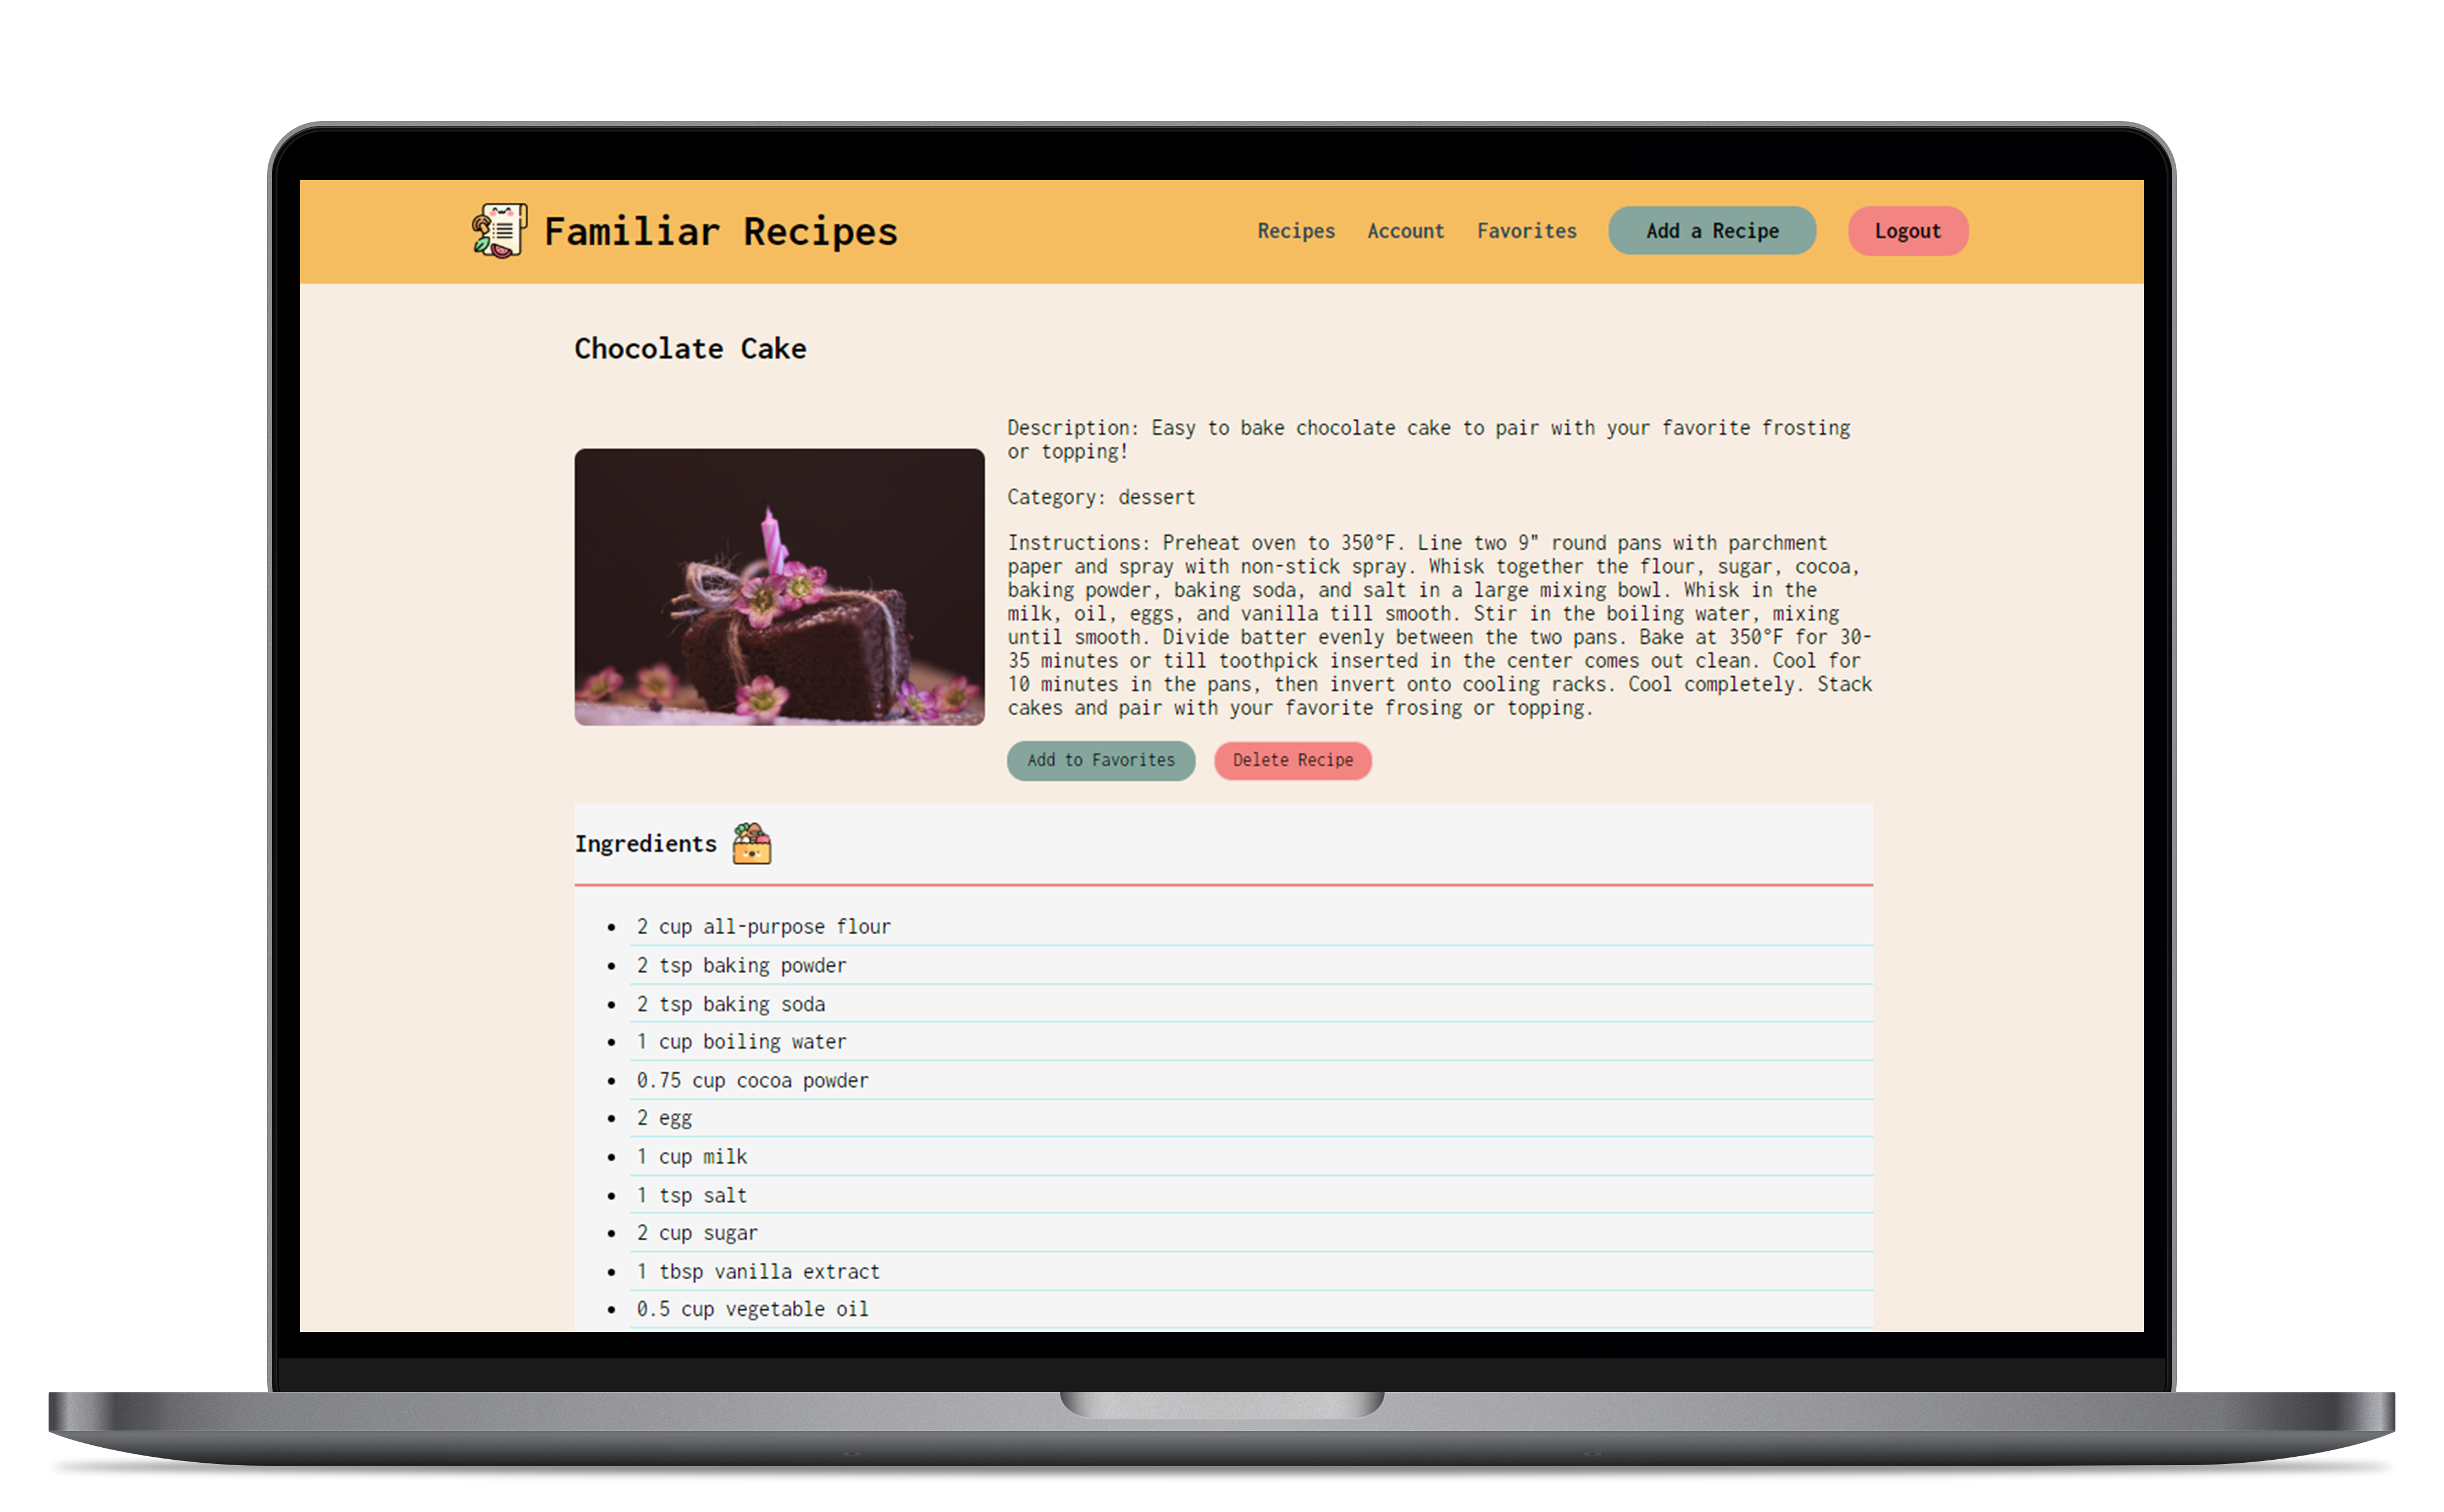 Familiar Recipes
Recipes
Account
Favorites
Add a Recipe
Logout
Chocolate Cake
Description: Easy to bake chocolate cake to pair with your favorite frosting
or topping!
Category: dessert
Instructions: Preheat oven to 350°F. Line two 9" round pans with parchment
paper and spray with non-stick spray. Whisk together the flour, sugar, cocoa,
baking powder, baking soda, and salt in a large mixing bowl. Whisk in the
milk, oil, eggs, and vanilla till smooth. Stir in the boiling water, mixing
until smooth. Divide batter evenly between the two pans. Bake at 350°F for 30-
35 minutes or till toothpick inserted in the center comes out clean. Cool for
10 minutes in the pans, then invert onto cooling racks. Cool completely. Stack
cakes and pair with your favorite frosing or topping.
Add to Favorites
Delete Recipe
Ingredients
• 2 cup all-purpose flour
• 2 tsp baking powder
• 2 tsp baking soda
• 1 cup boiling water
• 0.75 cup cocoa powder
• 2 egg
• 1 cup milk
• 1 tsp salt
• 2 cup sugar
• 1 tbsp vanilla extract
• 0.5 cup vegetable oil